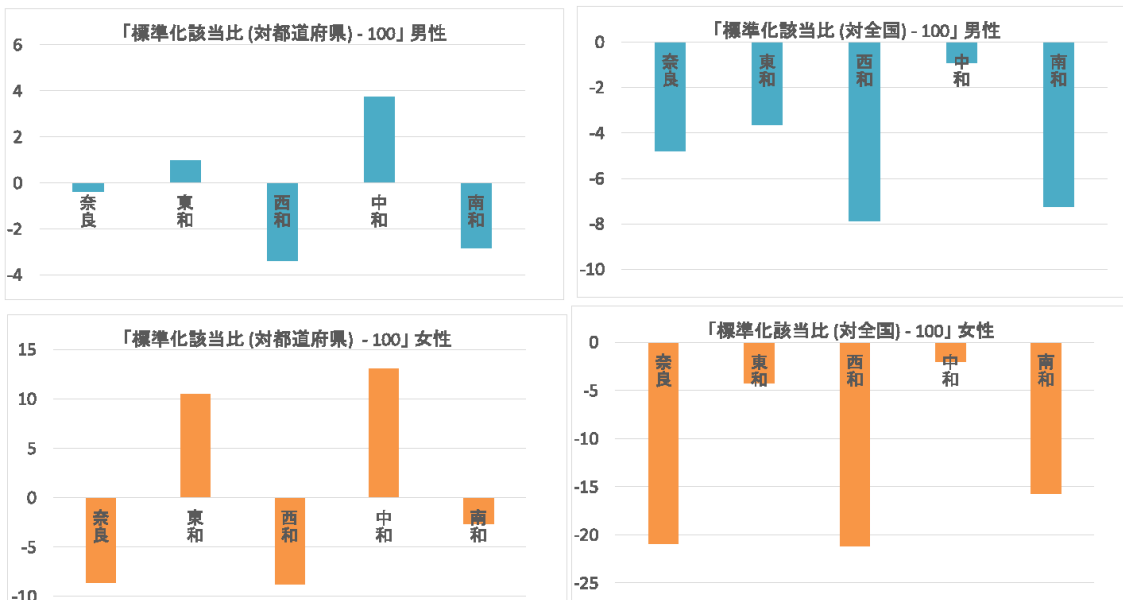 「標準化該当比 (対都道府県) - 100」 男性
6
4
2
0
-2
-4
奈良
東和
西和
中和
南和
「標準化該当比 (対全国) - 100」 男性
0
-2
-4
-6
-8
-10
奈良
東和
西和
中和
南和
「標準化該当比 (対都道府県) - 100」 女性
15
10
5
0
-5
-10
奈良
東和
西和
中和
南和
「標準化該当比 (対全国) - 100」 女性
0
-5
-10
-15
-20
-25
奈良
東和
西和
中和
南和